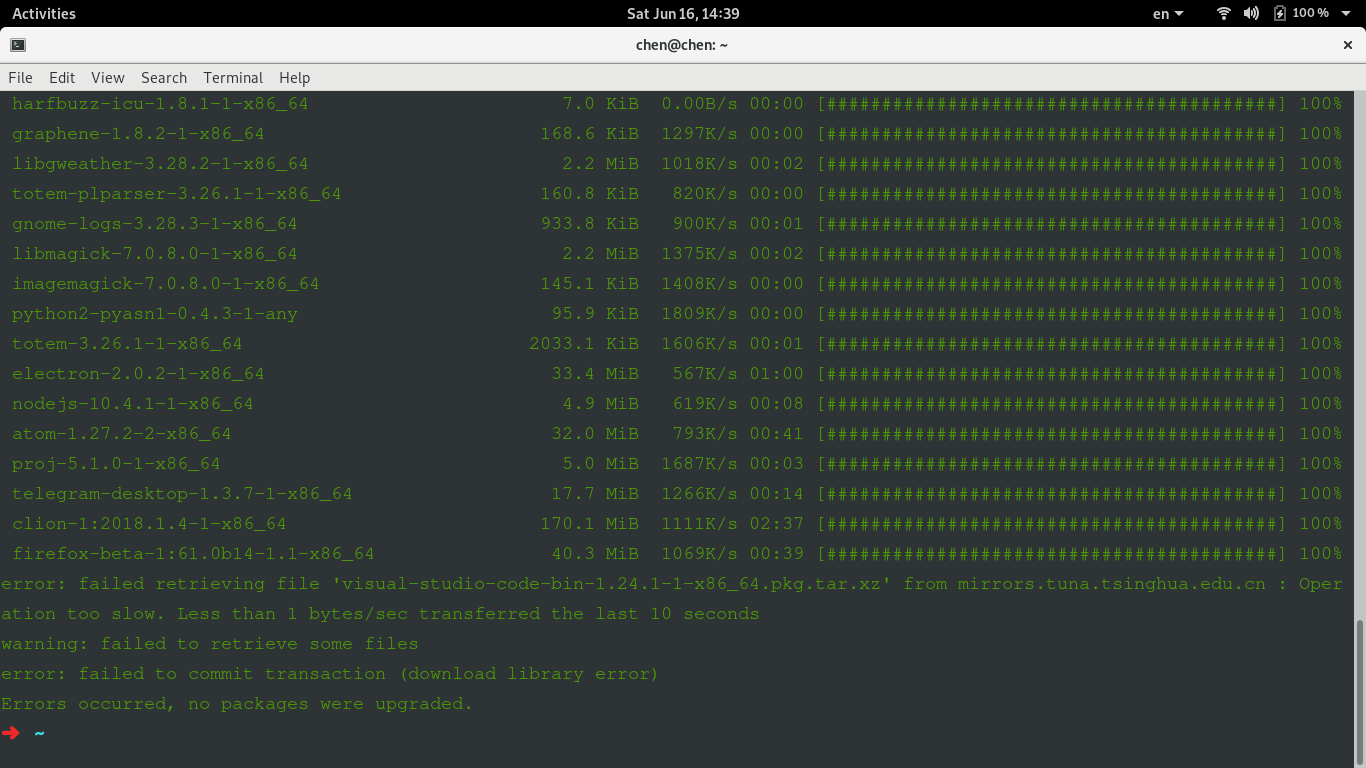 Activities Sat Jun 16, 14:39 en 100 %
chen@chen: ~ ×
File Edit View Search Terminal Help
harfbuzz-icu-1.8.1-1-x86_64 7.0 KiB 0.00B/s 00:00 [#########################################] 100%
graphene-1.8.2-1-x86_64 168.6 KiB 1297K/s 00:00 [#########################################] 100%
libgweather-3.28.2-1-x86_64 2.2 MiB 1018K/s 00:02 [#########################################] 100%
totem-plparser-3.26.1-1-x86_64 160.8 KiB 820K/s 00:00 [#########################################] 100%
gnome-logs-3.28.3-1-x86_64 933.8 KiB 900K/s 00:01 [#########################################] 100%
libmagick-7.0.8.0-1-x86_64 2.2 MiB 1375K/s 00:02 [#########################################] 100%
imagemagick-7.0.8.0-1-x86_64 145.1 KiB 1408K/s 00:00 [#########################################] 100%
python2-pyasn1-0.4.3-1-any 95.9 KiB 1809K/s 00:00 [#########################################] 100%
totem-3.26.1-1-x86_64 2033.1 KiB 1606K/s 00:01 [#########################################] 100%
electron-2.0.2-1-x86_64 33.4 MiB 567K/s 01:00 [#########################################] 100%
nodejs-10.4.1-1-x86_64 4.9 MiB 619K/s 00:08 [#########################################] 100%
atom-1.27.2-2-x86_64 32.0 MiB 793K/s 00:41 [#########################################] 100%
proj-5.1.0-1-x86_64 5.0 MiB 1687K/s 00:03 [#########################################] 100%
telegram-desktop-1.3.7-1-x86_64 17.7 MiB 1266K/s 00:14 [#########################################] 100%
clion-1:2018.1.4-1-x86_64 170.1 MiB 1111K/s 02:37 [#########################################] 100%
firefox-beta-1:61.0b14-1.1-x86_64 40.3 MiB 1069K/s 00:39 [#########################################] 100%
error: failed retrieving file 'visual-studio-code-bin-1.24.1-1-x86_64.pkg.tar.xz' from mirrors.tuna.tsinghua.edu.cn : Oper
ation too slow. Less than 1 bytes/sec transferred the last 10 seconds
warning: failed to retrieve some files
error: failed to commit transaction (download library error)
Errors occurred, no packages were upgraded.
➜ ~